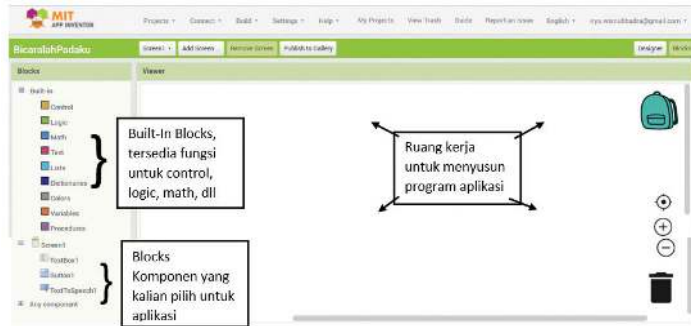 MIT
APP INVENTOR
Projects
Connect
Build
Settings
Help
My Projects
View Trash
Guide
Report an Issue
English
BicaralahPadaku
Screen1
Add Screen
Remove Screen
Publish to Gallery
Designer
Blocks
Blocks
Viewer
Built-in
Control
Logic
Math
Text
Lists
Dictionaries
Colors
Variables
Procedures
Screen1
TextBox1
Button1
TextToSpeech1
Any component
Built-In Blocks,
tersedia fungsi
untuk control,
logic, math, dll
Ruang kerja
untuk menyusun
program aplikasi
Blocks
Komponen yang
kalian pilih untuk
aplikasi